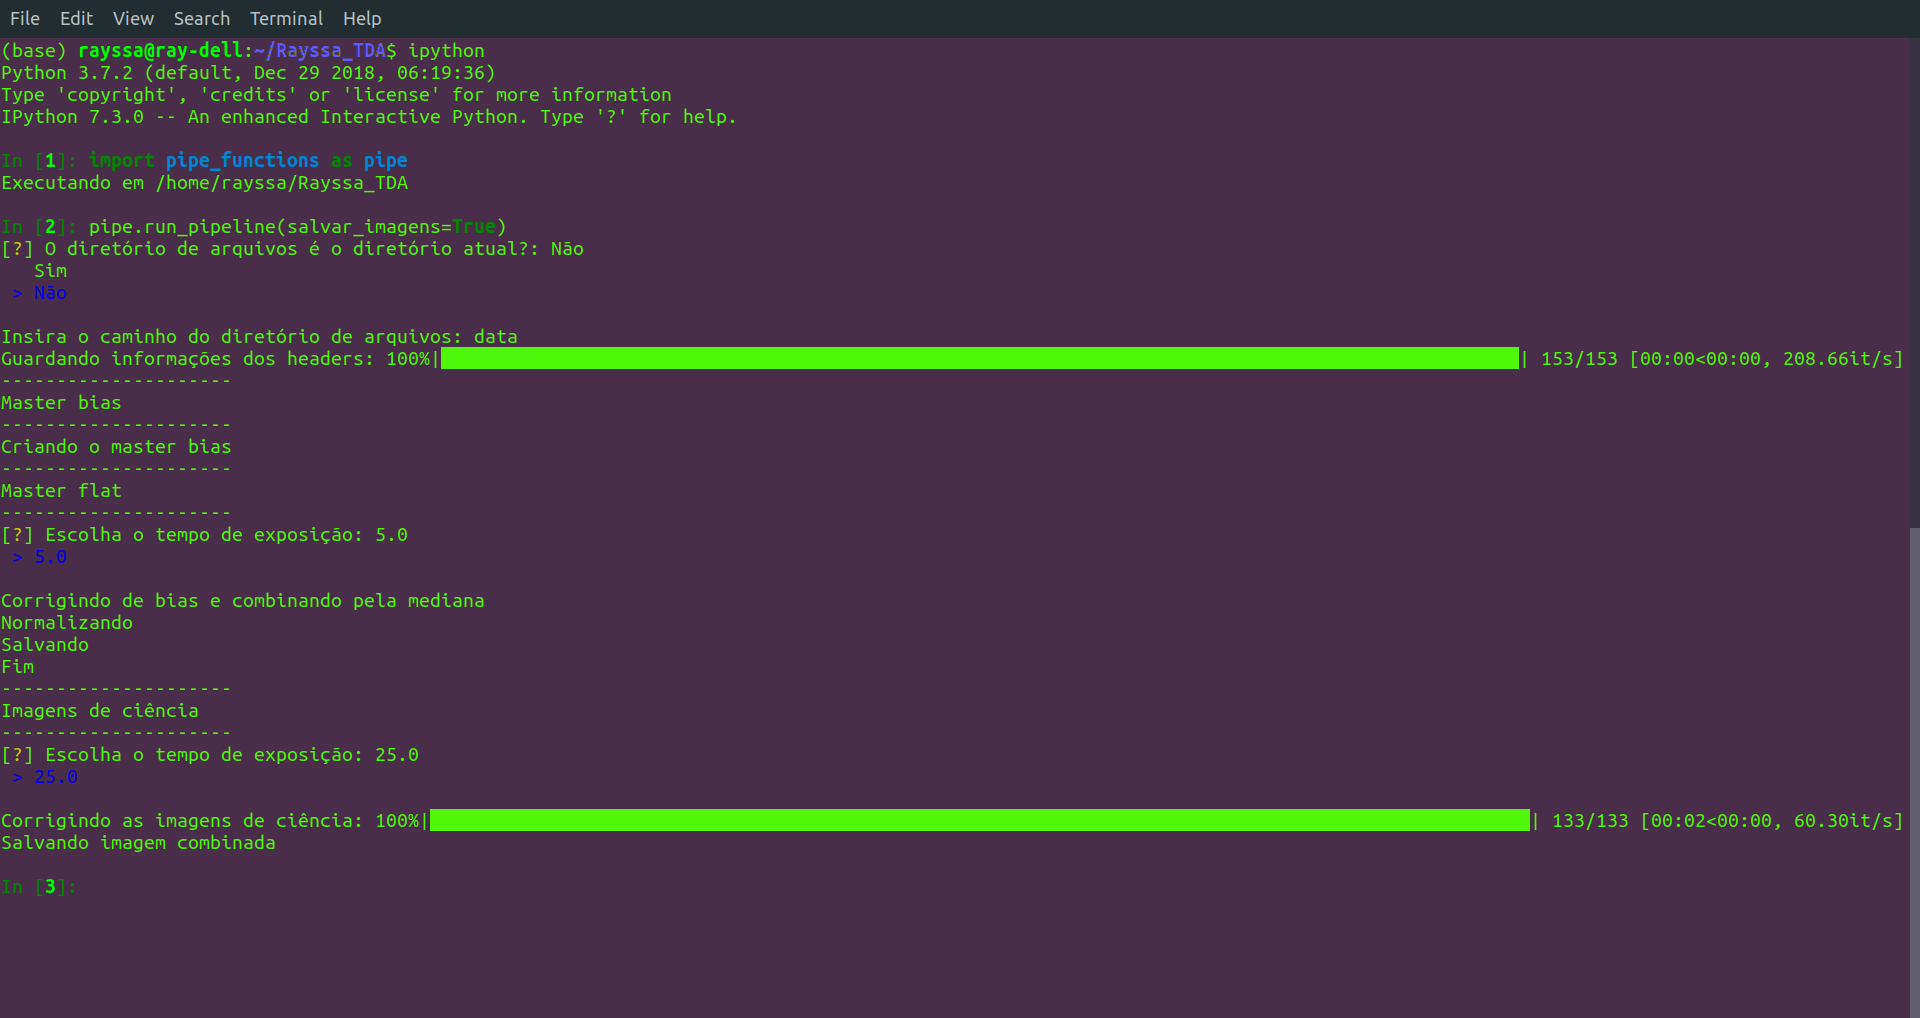 File Edit View Search Terminal Help
(base) rayssa@ray-dell:~/Rayssa_TDA$ ipython
Python 3.7.2 (default, Dec 29 2018, 06:19:36)
Type 'copyright', 'credits' or 'license' for more information
IPython 7.3.0 -- An enhanced Interactive Python. Type '?' for help.
In [1]: import pipe_functions as pipe
Executando em /home/rayssa/Rayssa_TDA
In [2]: pipe.run_pipeline(salvar_imagens=True)
[?] O diretório de arquivos é o diretório atual?: Não
Sim
> Não
Insira o caminho do diretório de arquivos: data
Guardando informações dos headers: 100%| | 153/153 [00:00<00:00, 208.66it/s]
---------------------
Master bias
---------------------
Criando o master bias
---------------------
Master flat
---------------------
[?] Escolha o tempo de exposição: 5.0
> 5.0
Corrigindo de bias e combinando pela mediana
Normalizando
Salvando
Fim
---------------------
Imagens de ciência
---------------------
[?] Escolha o tempo de exposição: 25.0
> 25.0
Corrigindo as imagens de ciência: 100%| | 133/133 [00:02<00:00, 60.30it/s]
Salvando imagem combinada
In [3]: